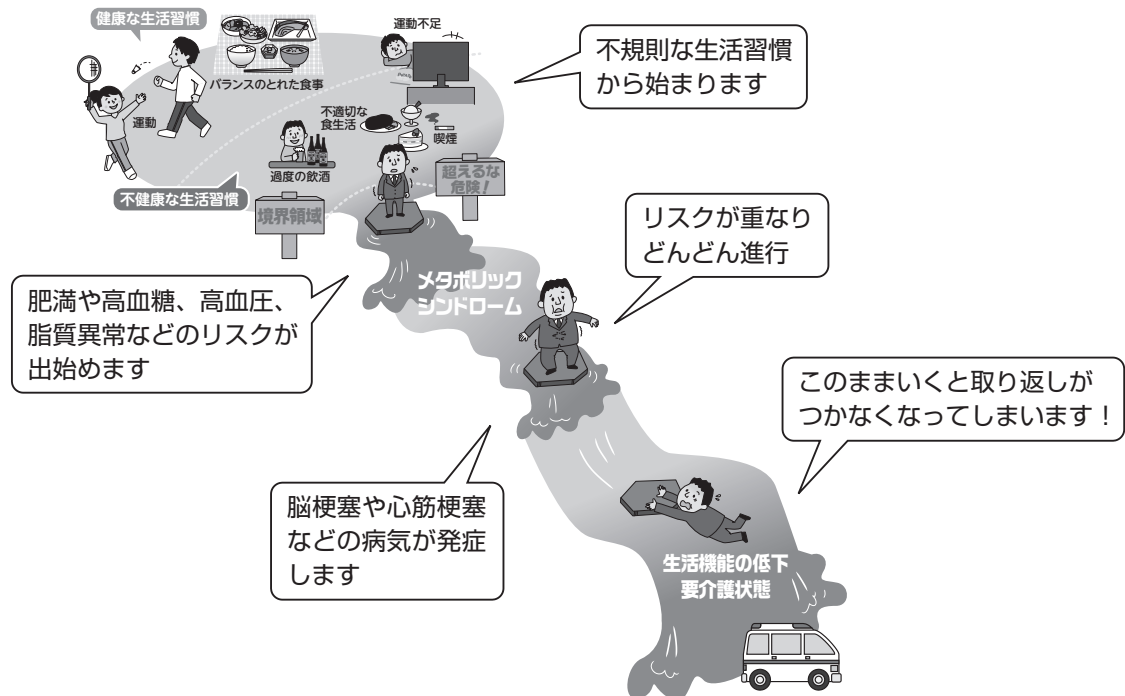 健康な生活習慣
バランスのとれた食事
運動
運動不足
不適切な
食生活
喫煙
過度の飲酒
不健康な生活習慣
境界領域
超えるな
危険!
不規則な生活習慣
から始まります
肥満や高血糖、高血圧、
脂質異常などのリスクが
出始めます
メタボリック
シンドローム
リスクが重なり
どんどん進行
脳梗塞や心筋梗塞
などの病気が発症
します
このままいくと取り返しが
つかなくなってしまいます!
生活機能の低下
要介護状態